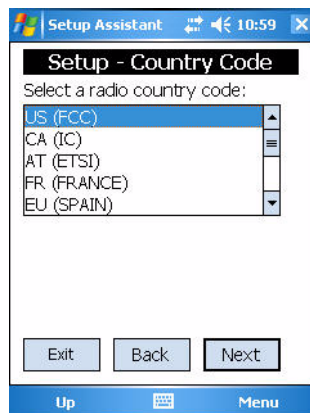 Setup Assistant 10:59
Setup - Country Code
Select a radio country code:
US (FCC)
CA (IC)
AT (ETSI)
FR (FRANCE)
EU (SPAIN)
Exit Back Next
Up Menu